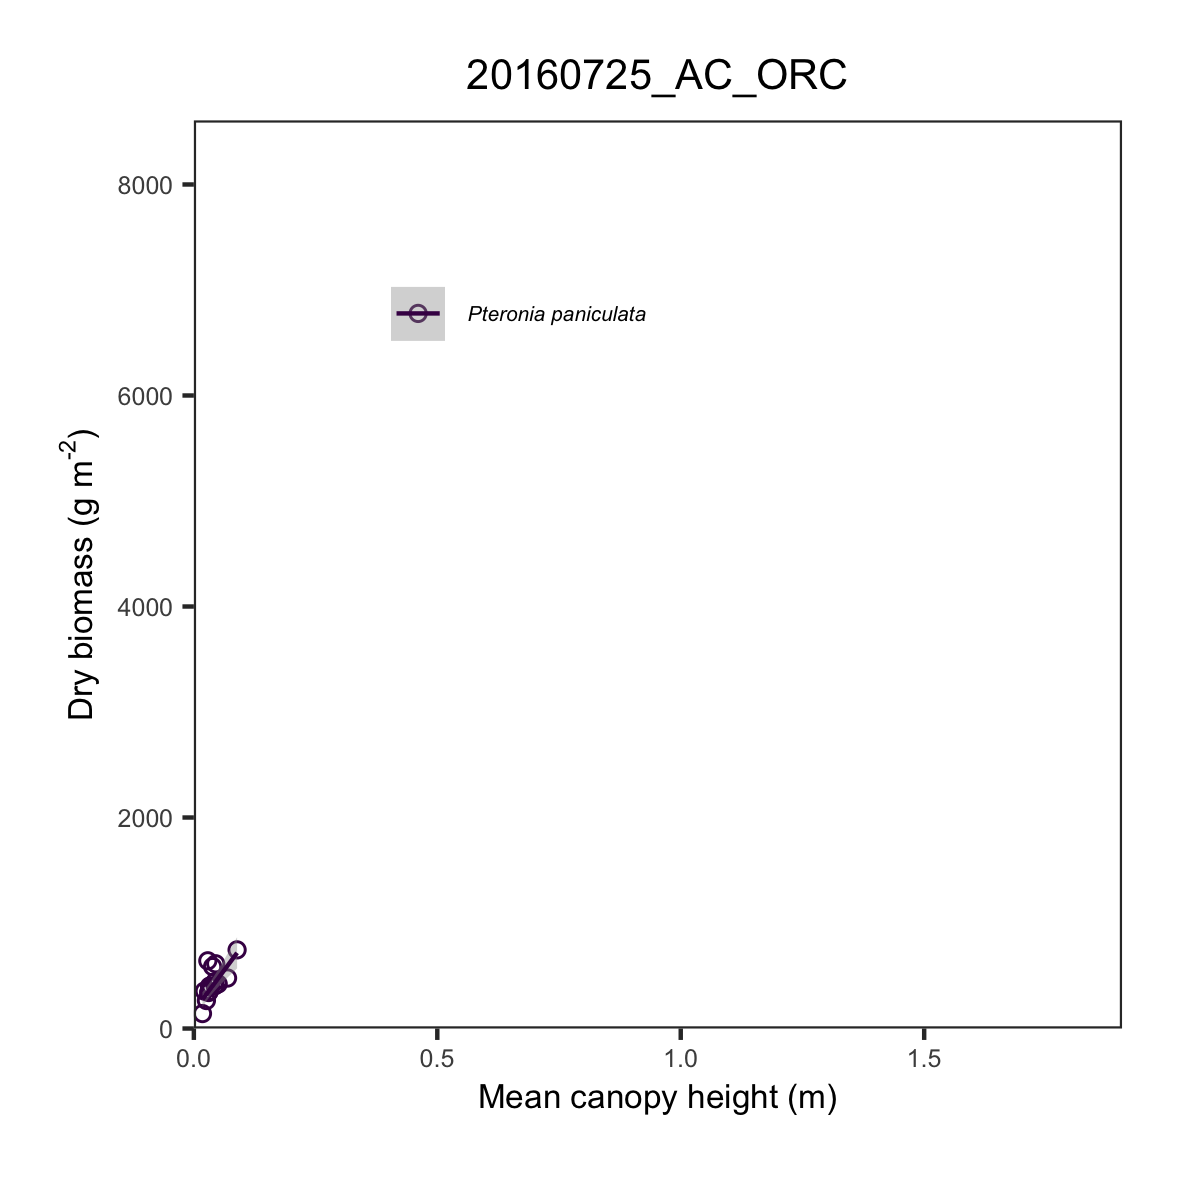 20160725_AC_ORC
8000
6000
4000
2000
0
Pteronia paniculata
Dry biomass (g m-2)
0.0 0.5 1.0 1.5
Mean canopy height (m)